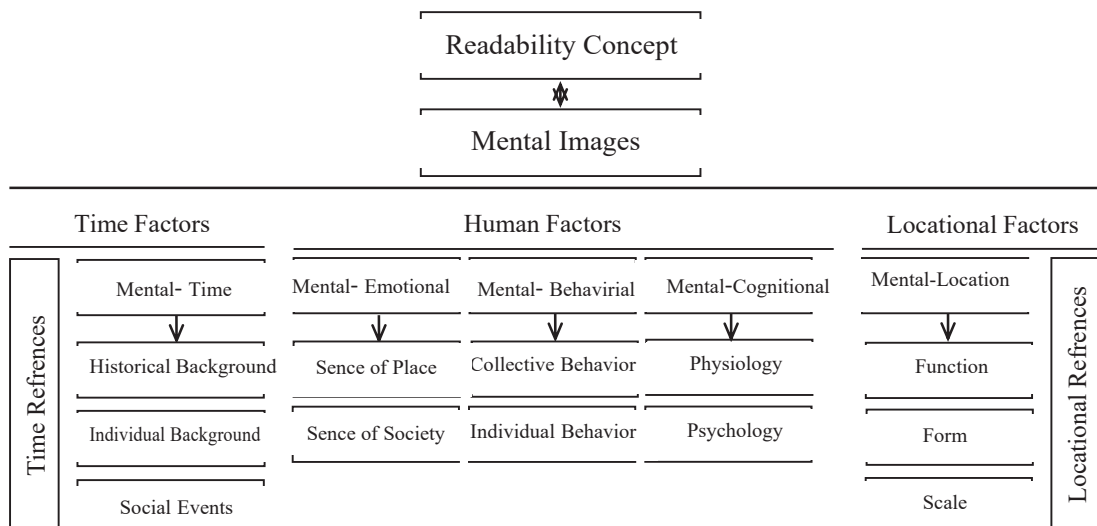 Readability Concept
Mental Images
Time Factors
Human Factors
Locational Factors
Time Refrences
Mental- Time
Mental- Emotional
Mental- Behavirial
Mental-Cognitional
Mental-Location
Locational Refrences
Historical Background
Sence of Place
Collective Behavior
Physiology
Function
Individual Background
Sence of Society
Individual Behavior
Psychology
Form
Social Events
Scale